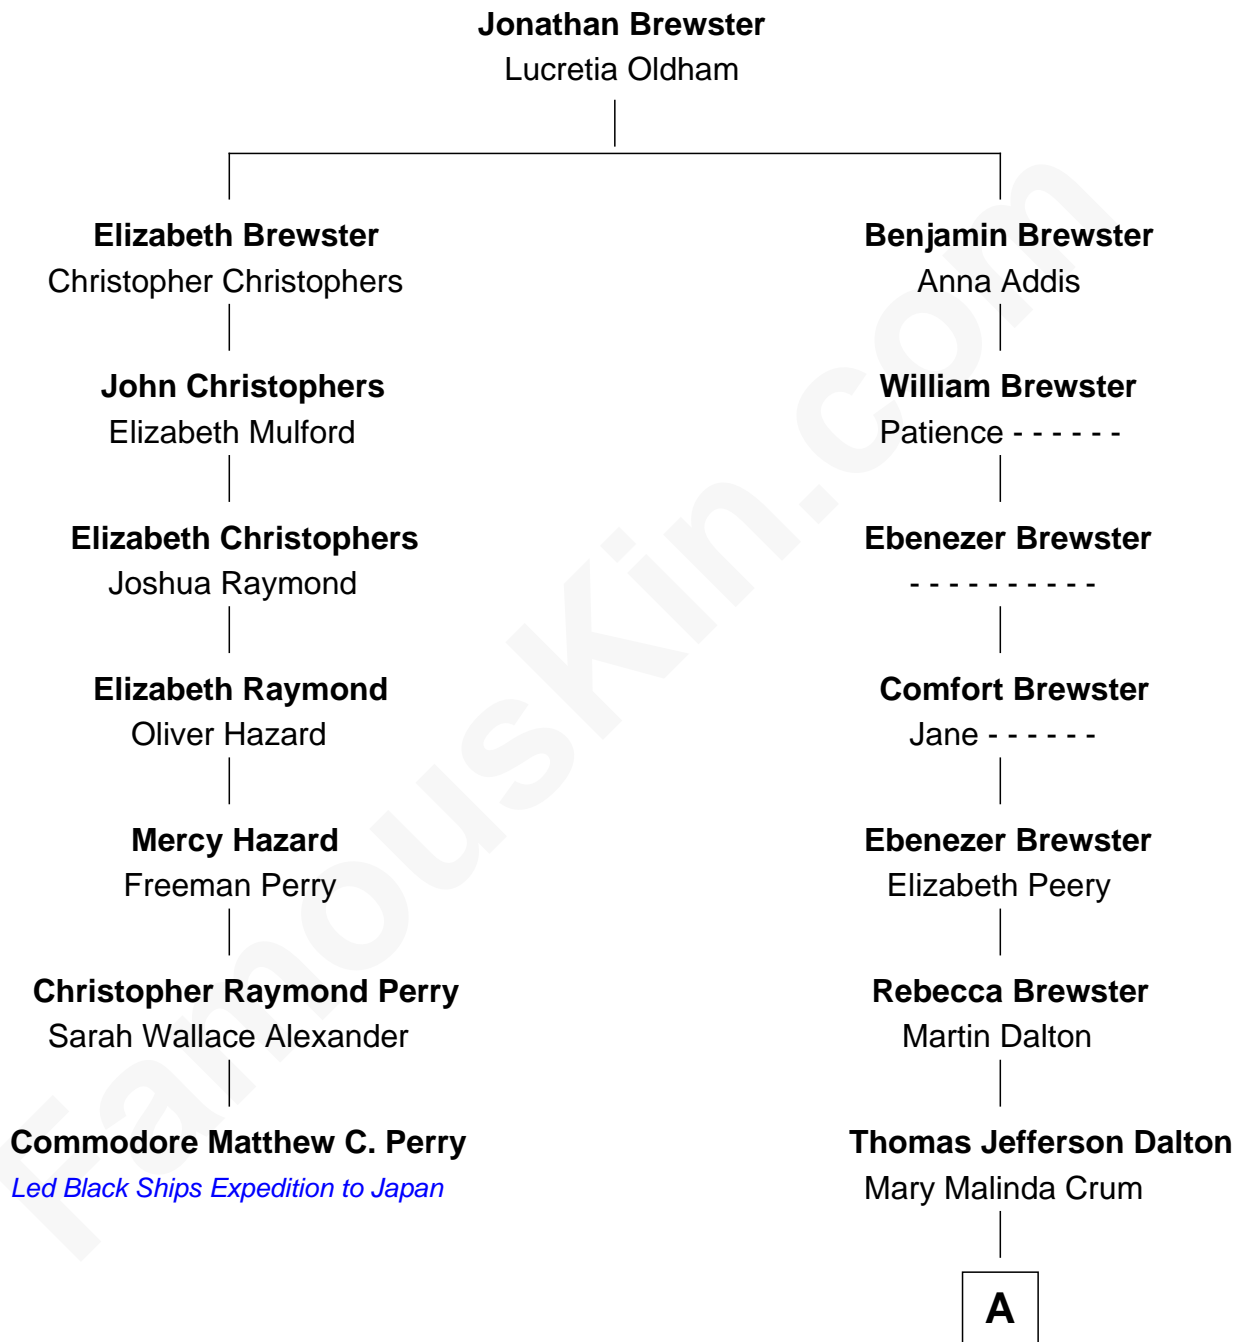 Jonathan Brewster
Lucretia Oldham
Elizabeth Brewster
Christopher Christophers
Benjamin Brewster
Anna Addis
John Christophers
Elizabeth Mulford
William Brewster
Patience - - - - - -
Elizabeth Christophers
Joshua Raymond
Ebenezer Brewster
- - - - - - - - - -
Elizabeth Raymond
Oliver Hazard
Comfort Brewster
Jane - - - - - -
Mercy Hazard
Freeman Perry
Ebenezer Brewster
Elizabeth Peery
Christopher Raymond Perry
Sarah Wallace Alexander
Rebecca Brewster
Martin Dalton
Commodore Matthew C. Perry
Led Black Ships Expedition to Japan
Thomas Jefferson Dalton
Mary Malinda Crum
A
FamousKin.com